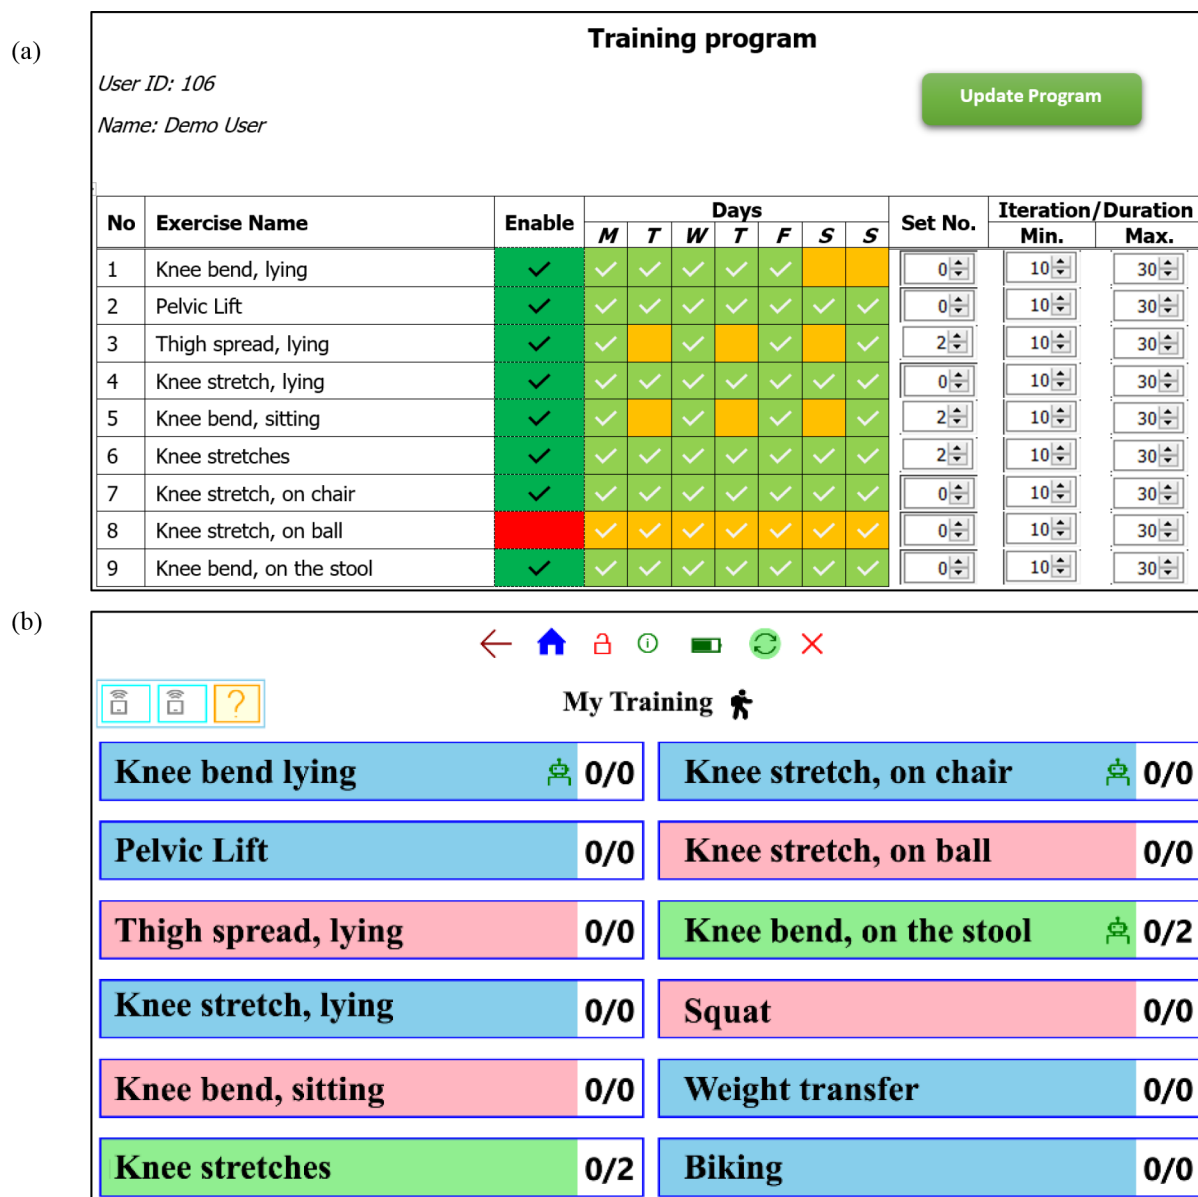 (a)
Training program
User ID: 106
Update Program
Name: Demo User
No Exercise Name Enable Days Set No. Iteration/Duration
M T W T F S S Min. Max.
1 Knee bend, lying 0 10 30
2 Pelvic Lift 0 10 30
3 Thigh spread, lying 2 10 30
4 Knee stretch, lying 0 10 30
5 Knee bend, sitting 2 10 30
6 Knee stretches 2 10 30
7 Knee stretch, on chair 0 10 30
8 Knee stretch, on ball 0 10 30
9 Knee bend, on the stool 0 10 30
(b)
?
My Training
Knee bend lying 0/0 Knee stretch, on chair 0/0
Pelvic Lift 0/0 Knee stretch, on ball 0/0
Thigh spread, lying 0/0 Knee bend, on the stool 0/2
Knee stretch, lying 0/0 Squat 0/0
Knee bend, sitting 0/0 Weight transfer 0/0
Knee stretches 0/2 Biking 0/0